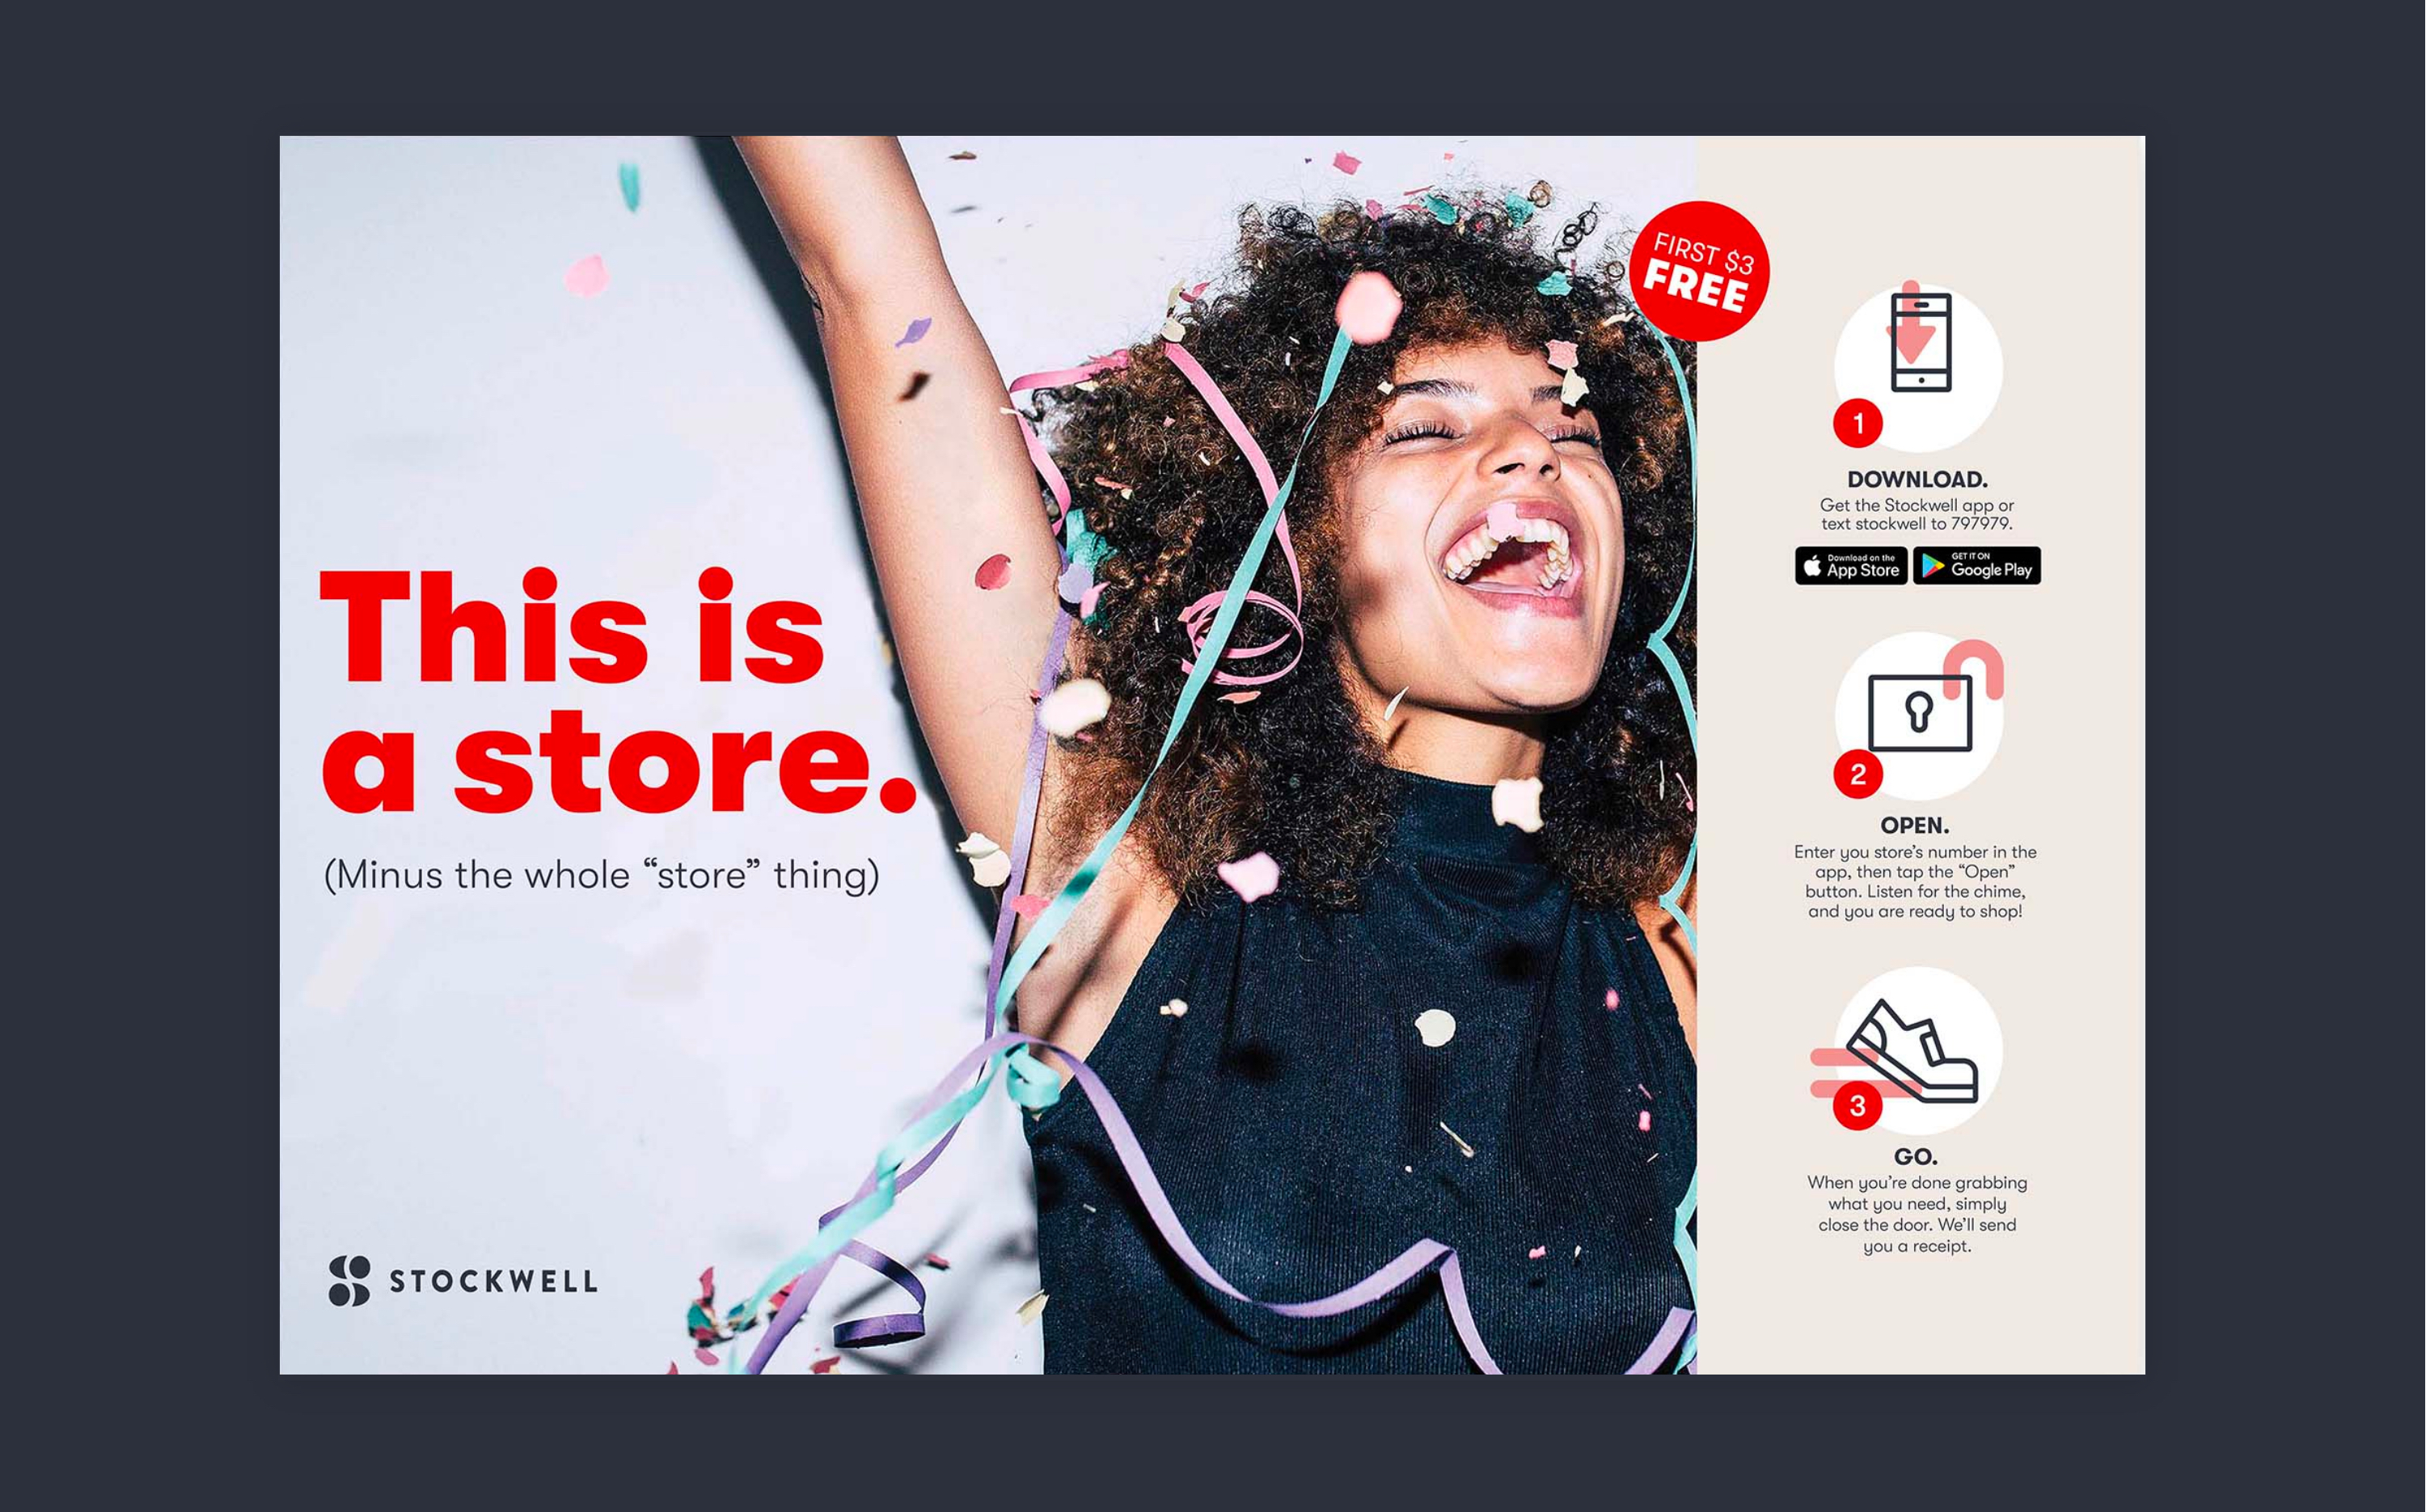 This is
a store.
(Minus the whole “store” thing)
STOCKWELL
FIRST $3
FREE
1
DOWNLOAD.
Get the Stockwell app or
text stockwell to 797979.
Download on the
App Store
GET IT ON
Google Play
2
OPEN.
Enter you store’s number in the
app, then tap the “Open”
button. Listen for the chime,
and you are ready to shop!
3
GO.
When you’re done grabbing
what you need, simply
close the door. We’ll send
you a receipt.